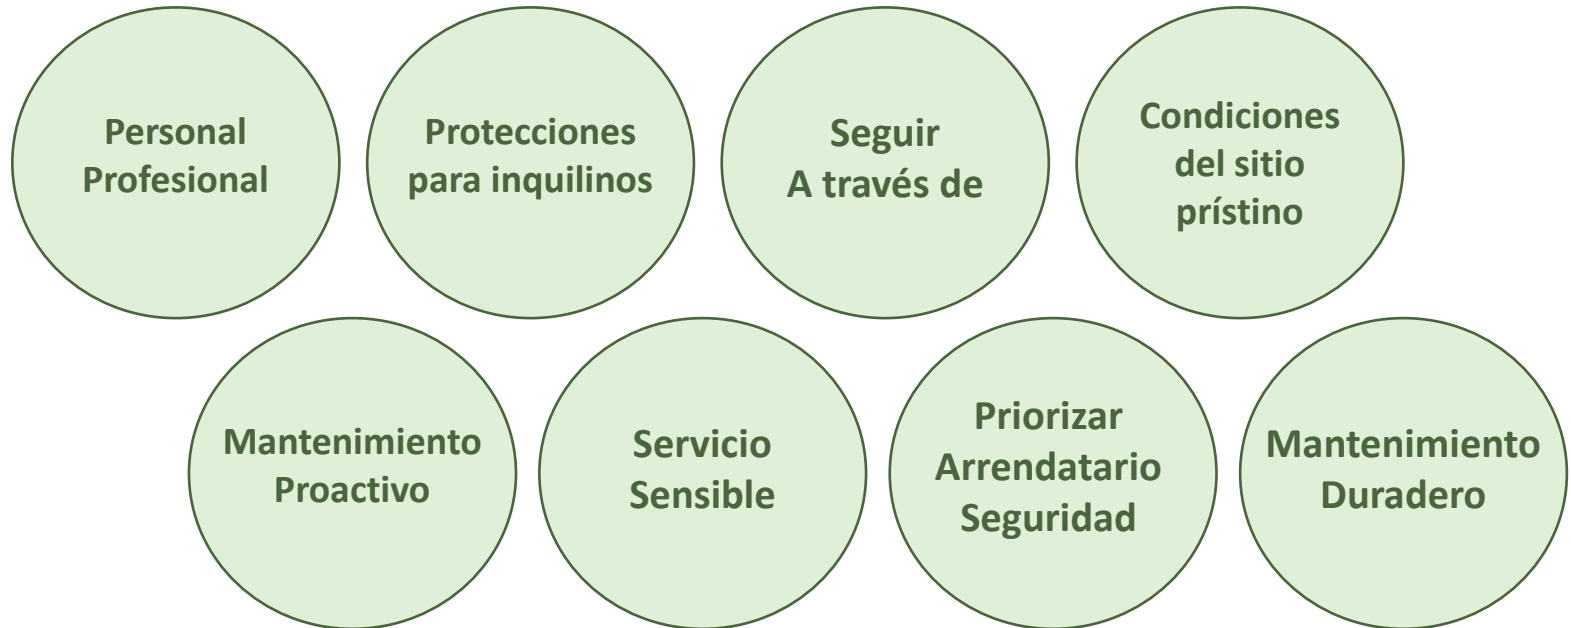 Personal
Profesional
Protecciones
para inquilinos
Seguir
A través de
Condiciones
del sitio
prístino
Mantenimiento
Proactivo
Servicio
Sensible
Priorizar
Arrendatario
Seguridad
Mantenimiento
Duradero